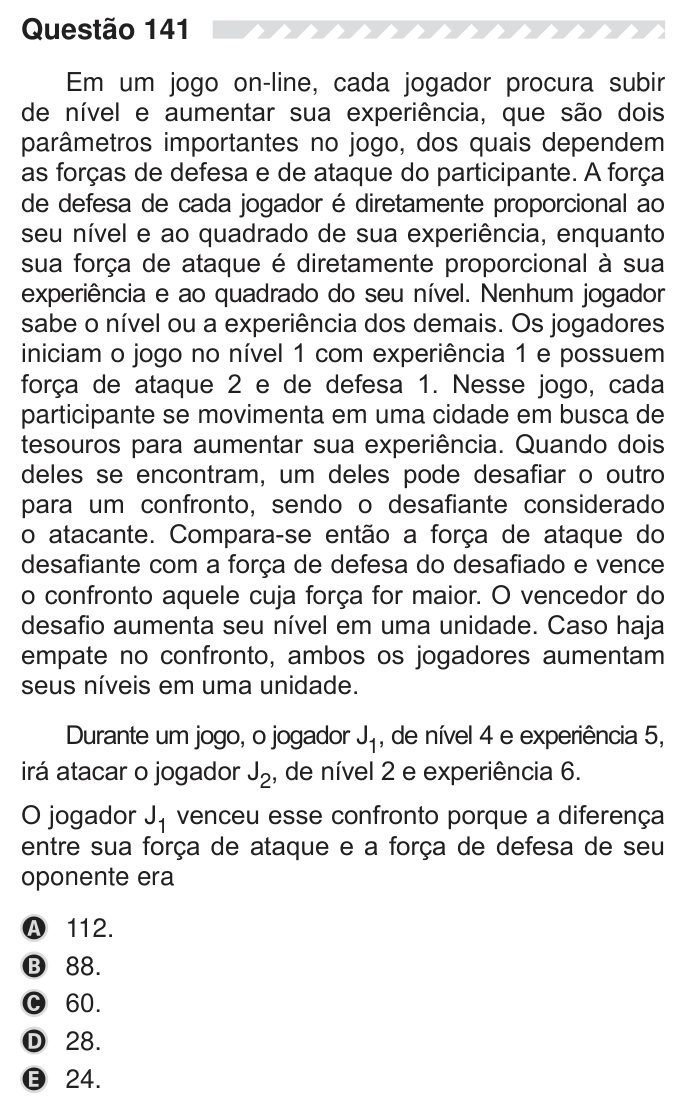 Questão 141
Em um jogo on-line, cada jogador procura subir
de nível e aumentar sua experiência, que são dois
parâmetros importantes no jogo, dos quais dependem
as forças de defesa e de ataque do participante. A força
de defesa de cada jogador é diretamente proporcional ao
seu nível e ao quadrado de sua experiência, enquanto
sua força de ataque é diretamente proporcional à sua
experiência e ao quadrado do seu nível. Nenhum jogador
sabe o nível ou a experiência dos demais. Os jogadores
iniciam o jogo no nível 1 com experiência 1 e possuem
força de ataque 2 e de defesa 1. Nesse jogo, cada
participante se movimenta em uma cidade em busca de
tesouros para aumentar sua experiência. Quando dois
deles se encontram, um deles pode desafiar o outro
para um confronto, sendo o desafiante considerado
o atacante. Compara-se então a força de ataque do
desafiante com a força de defesa do desafiado e vence
o confronto aquele cuja força for maior. O vencedor do
desafio aumenta seu nível em uma unidade. Caso haja
empate no confronto, ambos os jogadores aumentam
seus níveis em uma unidade.
Durante um jogo, o jogador J₁, de nível 4 e experiência 5,
irá atacar o jogador J₂, de nível 2 e experiência 6.
O jogador J₁ venceu esse confronto porque a diferença
entre sua força de ataque e a força de defesa de seu
oponente era
A 112.
B 88.
C 60.
D 28.
E 24.